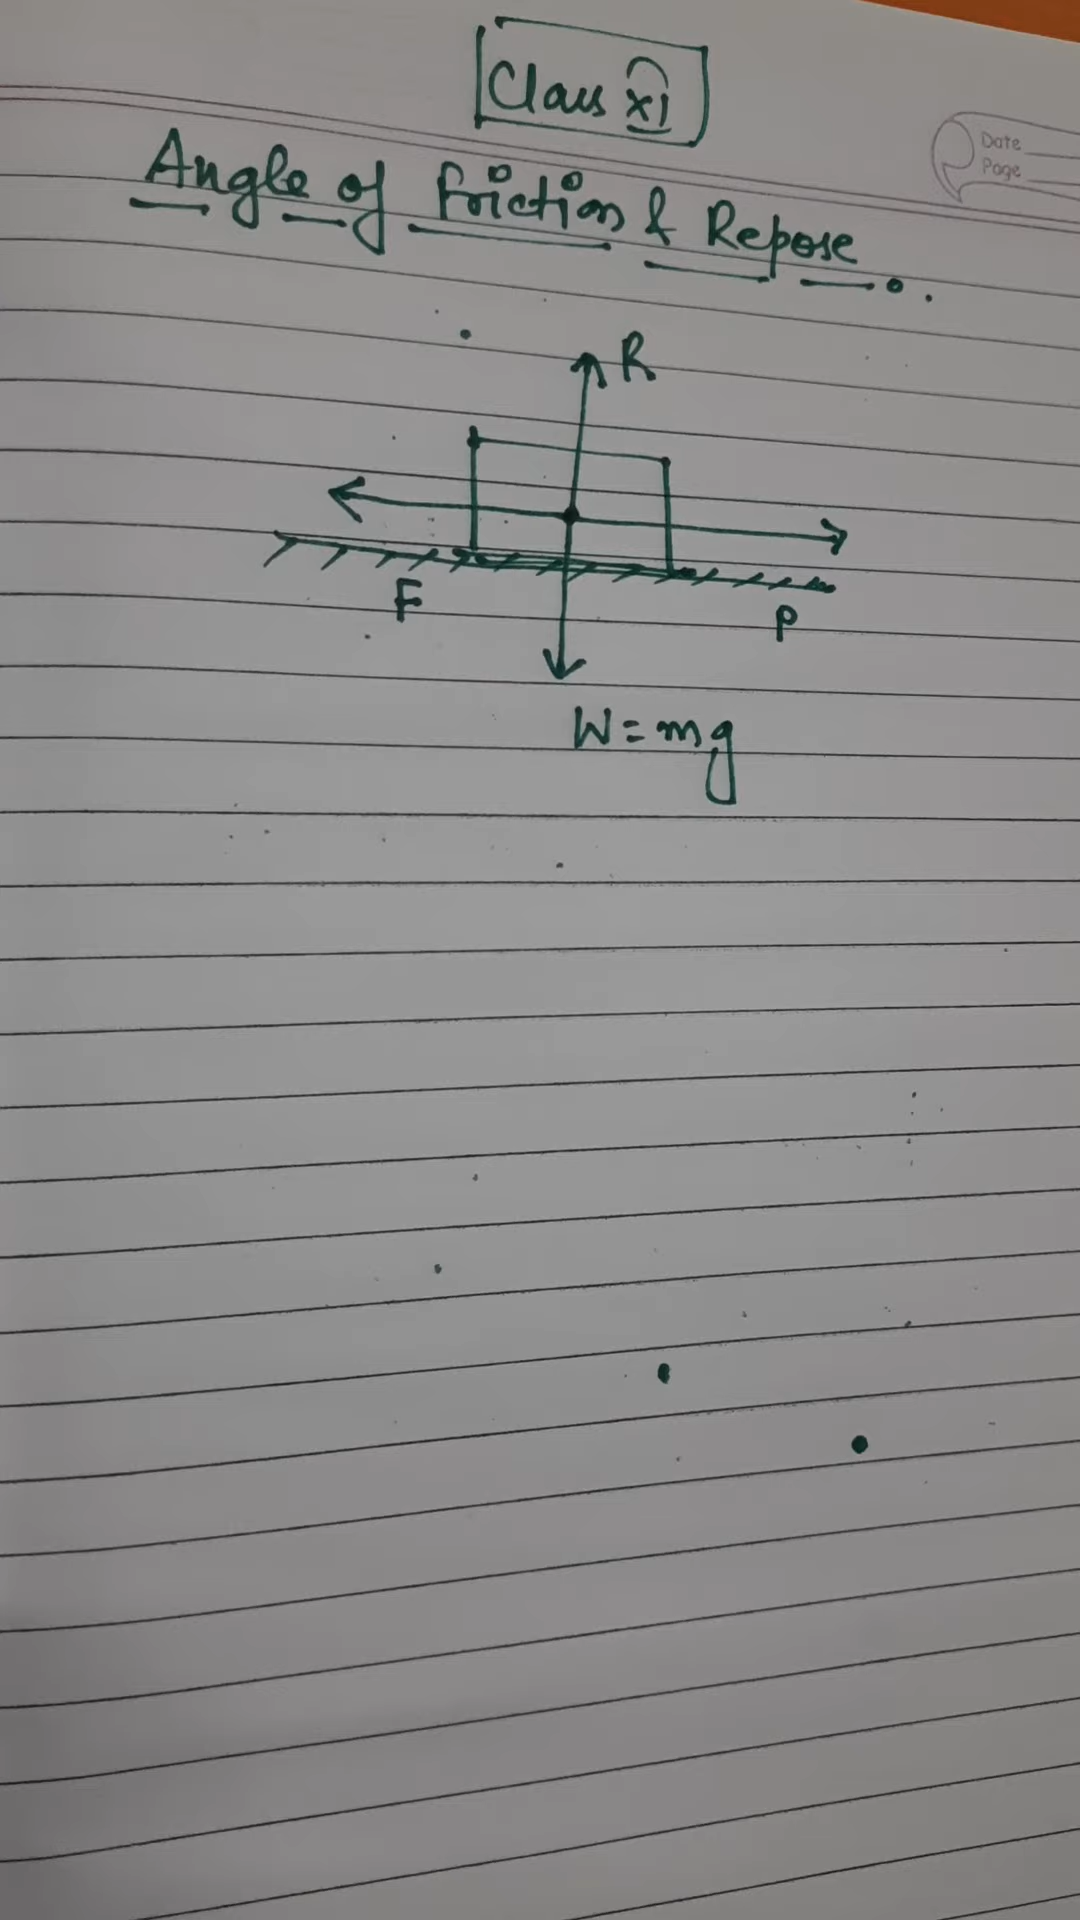 Class XI
Date
Page
Angle of friction & Repose.
R
F
P
W = mg